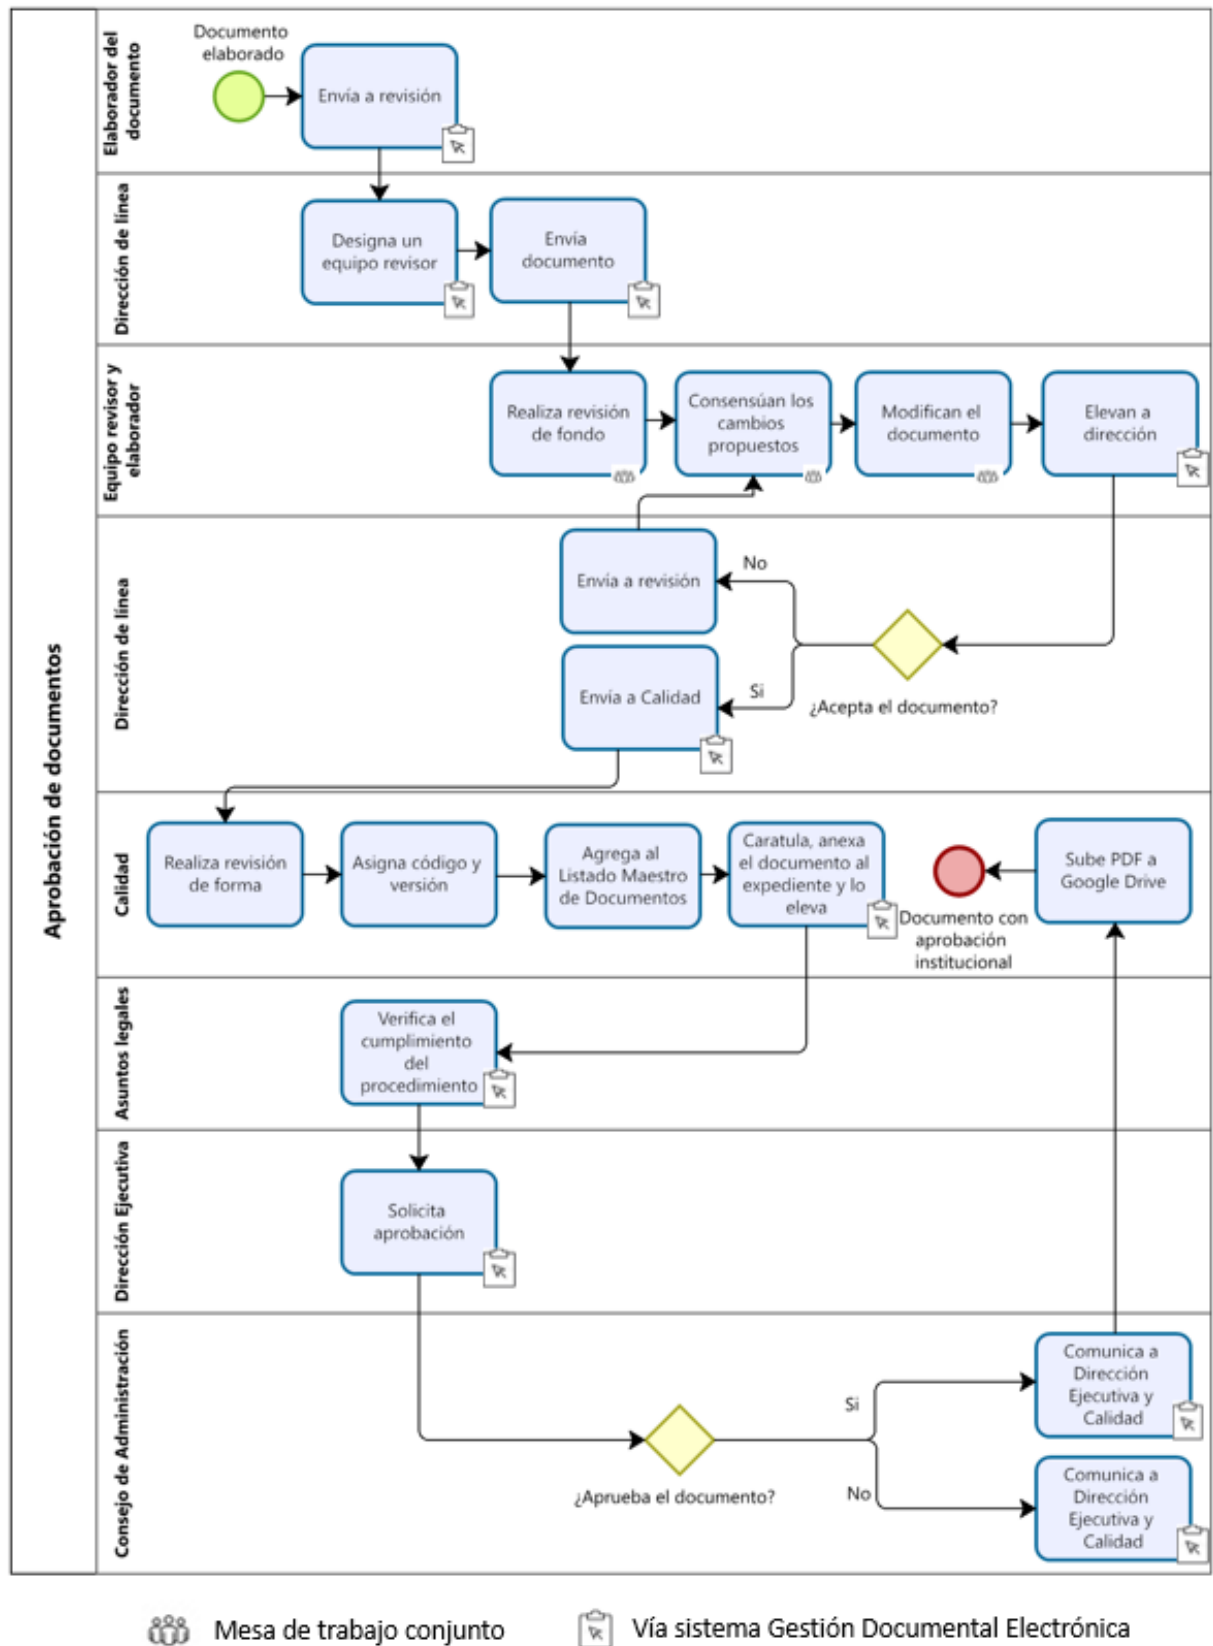 Aprobación de documentos
Elaborador del
documento
Documento
elaborado
Envía a revisión
Dirección de línea
Designa un
equipo revisor
Envía
documento
Equipo revisor y
elaborador
Realiza revisión
de fondo
Consensúan los
cambios
propuestos
Modifican el
documento
Elevan a
dirección
Dirección de línea
Envía a revisión
No
Envía a Calidad
Si
¿Acepta el documento?
Calidad
Realiza revisión
de forma
Asigna código y
versión
Agrega al
Listado Maestro
de Documentos
Caratula, anexa
el documento al
expediente y lo
eleva
Documento con
aprobación
institucional
Sube PDF a
Google Drive
Asuntos legales
Verifica el
cumplimiento
del
procedimiento
Dirección Ejecutiva
Solicita
aprobación
Consejo de Administración
¿Aprueba el documento?
Si
Comunica a
Dirección
Ejecutiva y
Calidad
No
Comunica a
Dirección
Ejecutiva y
Calidad
Mesa de trabajo conjunto
Vía sistema Gestión Documental Electrónica